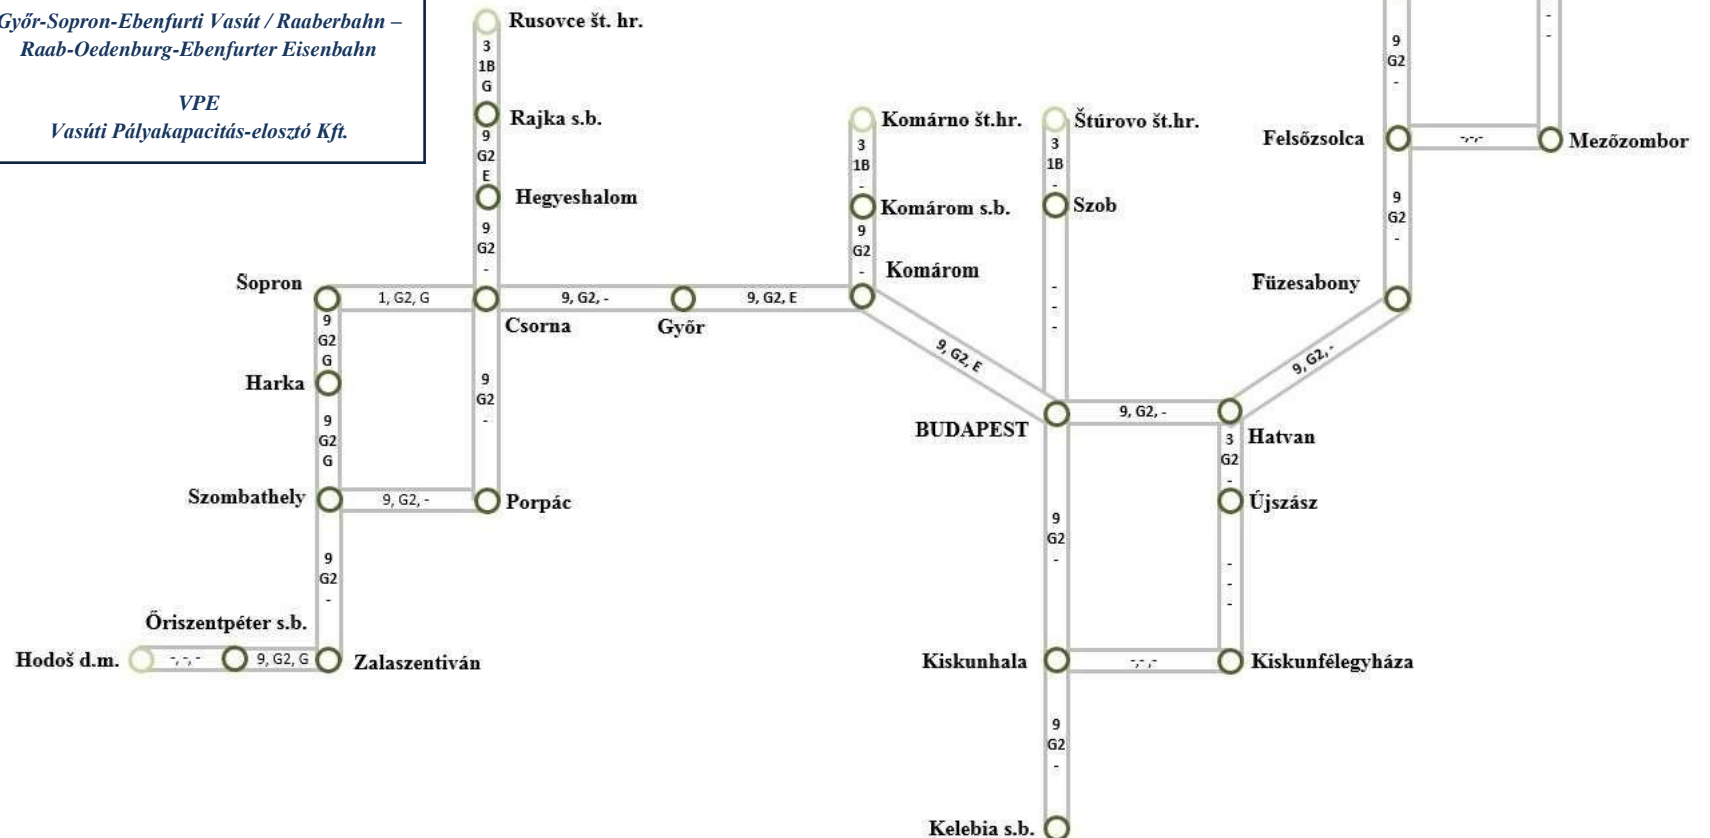 Győr-Sopron-Ebenfurti Vasút / Raaberbahn –
Raab-Oedenburg-Ebenfurter Eisenbahn
VPE
Vasúti Pályakapacitás-elosztó Kft.
Rusovce št. hr.
3
1B
G
Rajka s.b.
9
G2
E
Hegyeshalom
9
G2
-
Komárno št.hr.
3
1B
-
Komárom s.b.
9
G2
-
Komárom
Štúrovo št.hr.
3
1B
-
Szob
-
-
-
9
G2
-
-
-
Felsőzsolca
-,-,-
Mezőzombor
9
G2
-
Füzesabony
Sopron
1, G2, G
Csorna
9, G2, -
Győr
9, G2, E
9, G2, E
9, G2, -
9
G2
G
Harka
9
G2
G
9
G2
-
Szombathely
9, G2, -
Porpác
BUDAPEST
9, G2, -
Hatvan
3
G2
-
Újszász
9
G2
-
-
-
-
9
G2
-
Őriszentpéter s.b.
Hodoš d.m.
-,-,-
9, G2, G
Zalaszentiván
Kiskunhala
-,-,-
Kiskunfélegyháza
9
G2
-
Kelebia s.b.